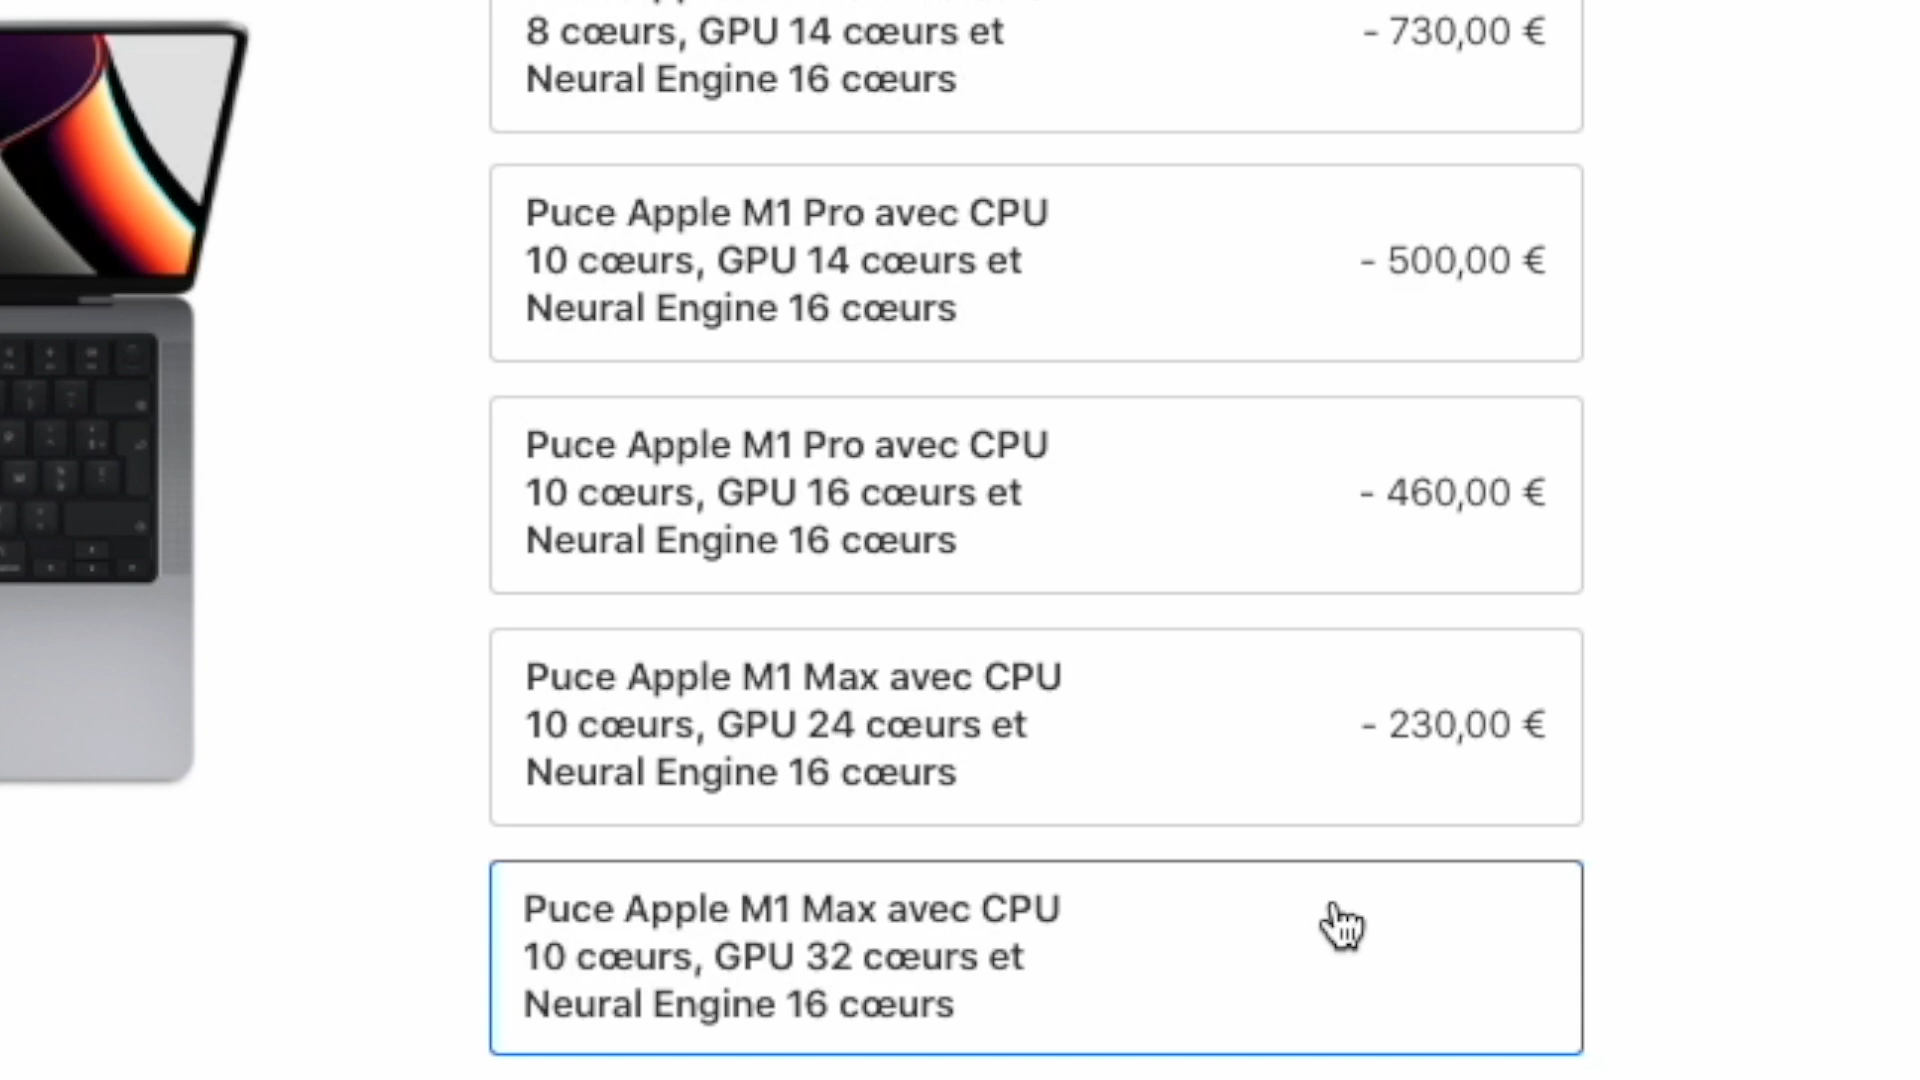 8 cœurs, GPU 14 cœurs et
- 730,00 €
Neural Engine 16 cœurs
Puce Apple M1 Pro avec CPU
10 cœurs, GPU 14 cœurs et
- 500,00 €
Neural Engine 16 cœurs
Puce Apple M1 Pro avec CPU
10 cœurs, GPU 16 cœurs et
- 460,00 €
Neural Engine 16 cœurs
Puce Apple M1 Max avec CPU
10 cœurs, GPU 24 cœurs et
- 230,00 €
Neural Engine 16 cœurs
Puce Apple M1 Max avec CPU
10 cœurs, GPU 32 cœurs et
Neural Engine 16 cœurs